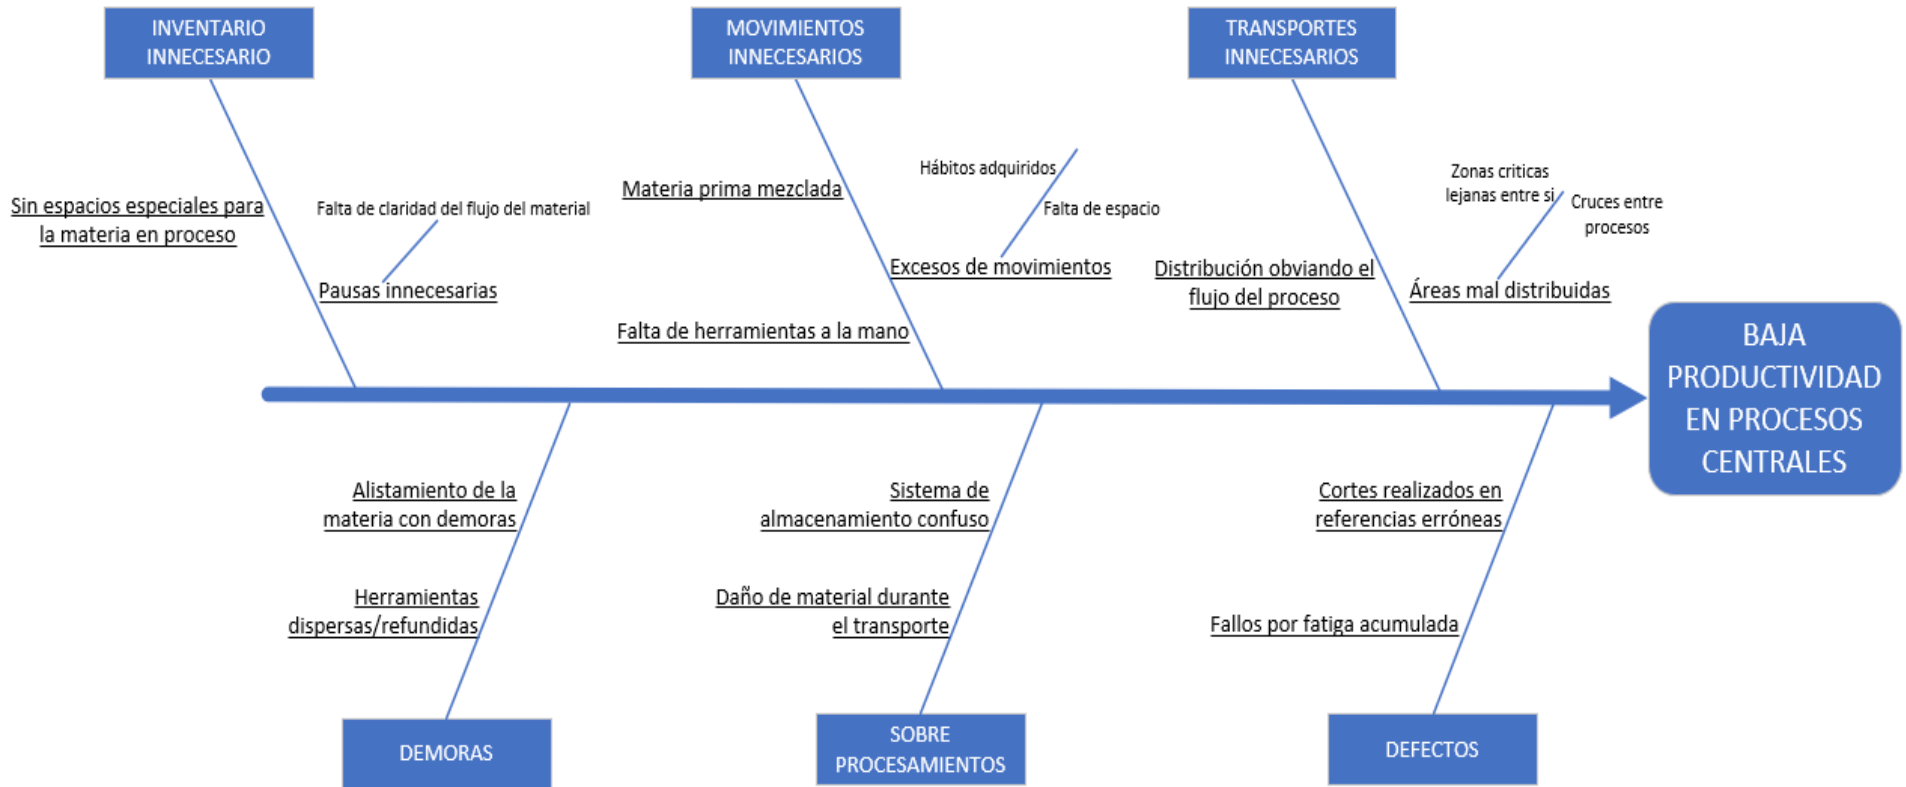 INVENTARIO
INNECESARIO
MOVIMIENTOS
INNECESARIOS
TRANSPORTES
INNECESARIOS
Sin espacios especiales para
la materia en proceso
Falta de claridad del flujo del material
Pausas innecesarias
Materia prima mezclada
Hábitos adquiridos
Falta de espacio
Excesos de movimientos
Falta de herramientas a la mano
Zonas criticas
lejanas entre si
Cruces entre
procesos
Distribución obviando el
flujo del proceso
Áreas mal distribuidas
BAJA
PRODUCTIVIDAD
EN PROCESOS
CENTRALES
Alistamiento de la
materia con demoras
Herramientas
dispersas/refundidas
Sistema de
almacenamiento confuso
Daño de material durante
el transporte
Cortes realizados en
referencias erróneas
Fallos por fatiga acumulada
DEMORAS
SOBRE
PROCESAMIENTOS
DEFECTOS